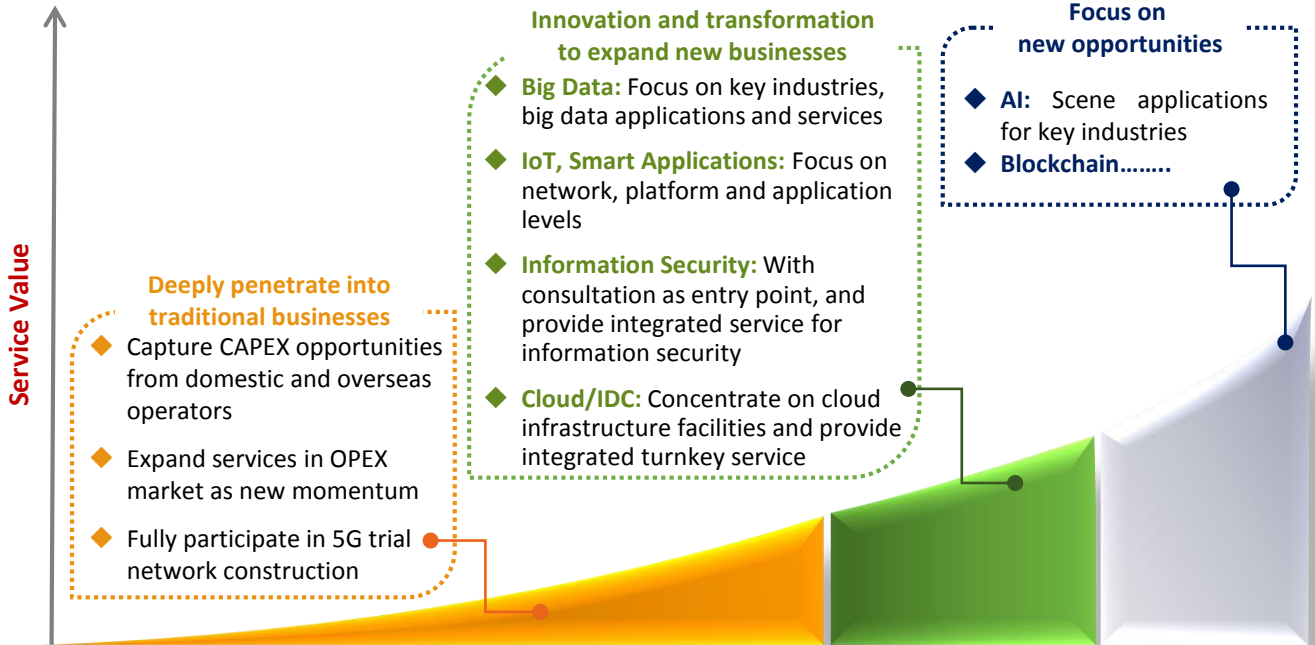 Service Value
Deeply penetrate into
traditional businesses
Capture CAPEX opportunities
from domestic and overseas
operators
Expand services in OPEX
market as new momentum
Fully participate in 5G trial
network construction
Innovation and transformation
to expand new businesses
Big Data: Focus on key industries,
big data applications and services
IoT, Smart Applications: Focus on
network, platform and application
levels
Information Security: With
consultation as entry point, and
provide integrated service for
information security
Cloud/IDC: Concentrate on cloud
infrastructure facilities and provide
integrated turnkey service
Focus on
new opportunities
AI: Scene applications
for key industries
Blockchain……..